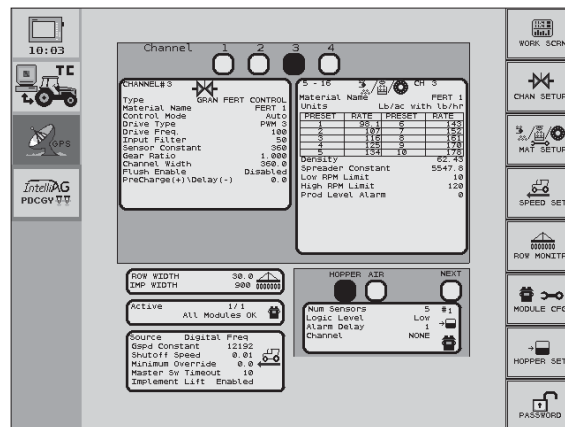 10:03
TC
GPS
IntelliAG
PDCGY
Channel 1 2 3 4
CHANNEL#3
Type GRAN FERT CONTROL
Material Name FERT 1
Control Mode Auto
Drive Type PWM 3
Drive Freq. 100
Input Filter 50
Sensor Constant 360
Gear Ratio 1.000
Channel Width 360.0
Flush Enable Disabled
PreCharge(+)\Delay(-) 0.0
5 - 16 CH 3
Material Name FERT 1
Units Lb/ac with lb/hr
PRESET RATE PRESET RATE
1 98.1 6 143
2 107 7 152
3 116 8 161
4 125 9 170
5 134 10 178
Density 62.43
Spreader Constant 5547.8
Low RPM Limit 10
High RPM Limit 120
Prod Level Alarm 0
ROW WIDTH 30.0
IMP WIDTH 900
Active 1/1
All Modules OK
Source Digital Freq
Gspd Constant 12192
Shutoff Speed 0.01
Minimum Override 0.0
Master Sw Timeout 10
Implement Lift Enabled
HOPPER AIR NEXT
Num Sensors 5 #1
Logic Level Low
Alarm Delay 1
Channel NONE
WORK SCRN
CHAN SETUP
MAT SETUP
SPEED SET
ROW MONITR
MODULE CFG
HOPPER SET
PASSWORD